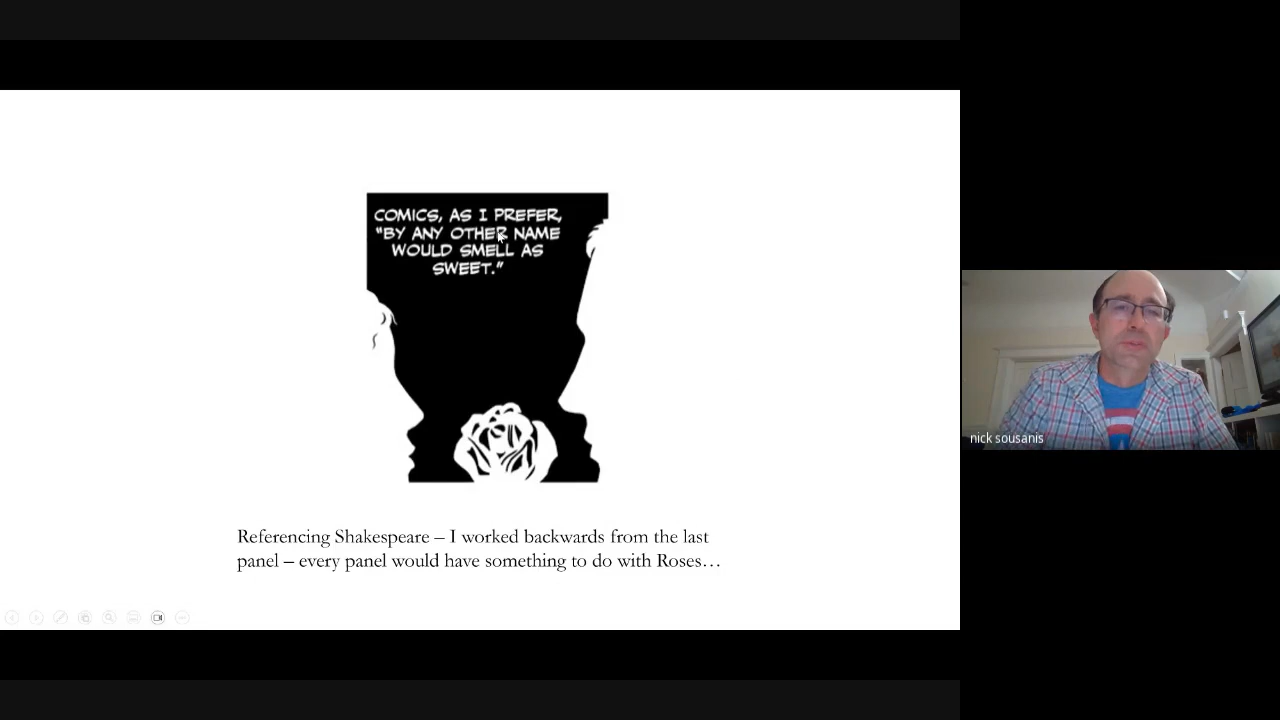 COMICS, AS I PREFER,
"BY ANY OTHER NAME
WOULD SMELL AS
SWEET."
Referencing Shakespeare – I worked backwards from the last
panel – every panel would have something to do with Roses…
nick sousanis